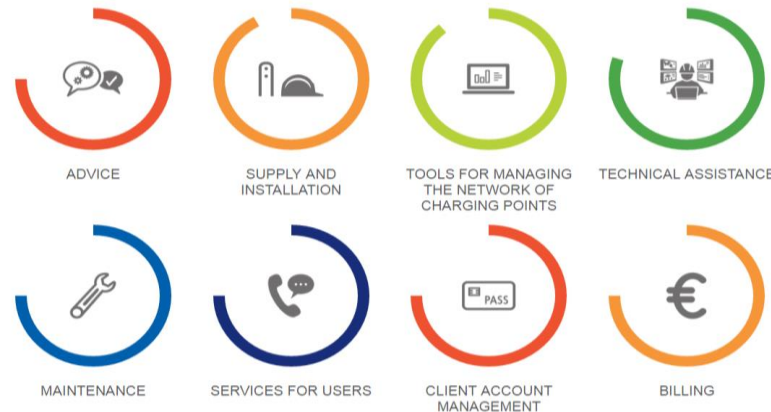 ADVICE
SUPPLY AND
INSTALLATION
TOOLS FOR MANAGING
THE NETWORK OF
CHARGING POINTS
TECHNICAL ASSISTANCE
PASS
MAINTENANCE
SERVICES FOR USERS
CLIENT ACCOUNT
MANAGEMENT
€
BILLING